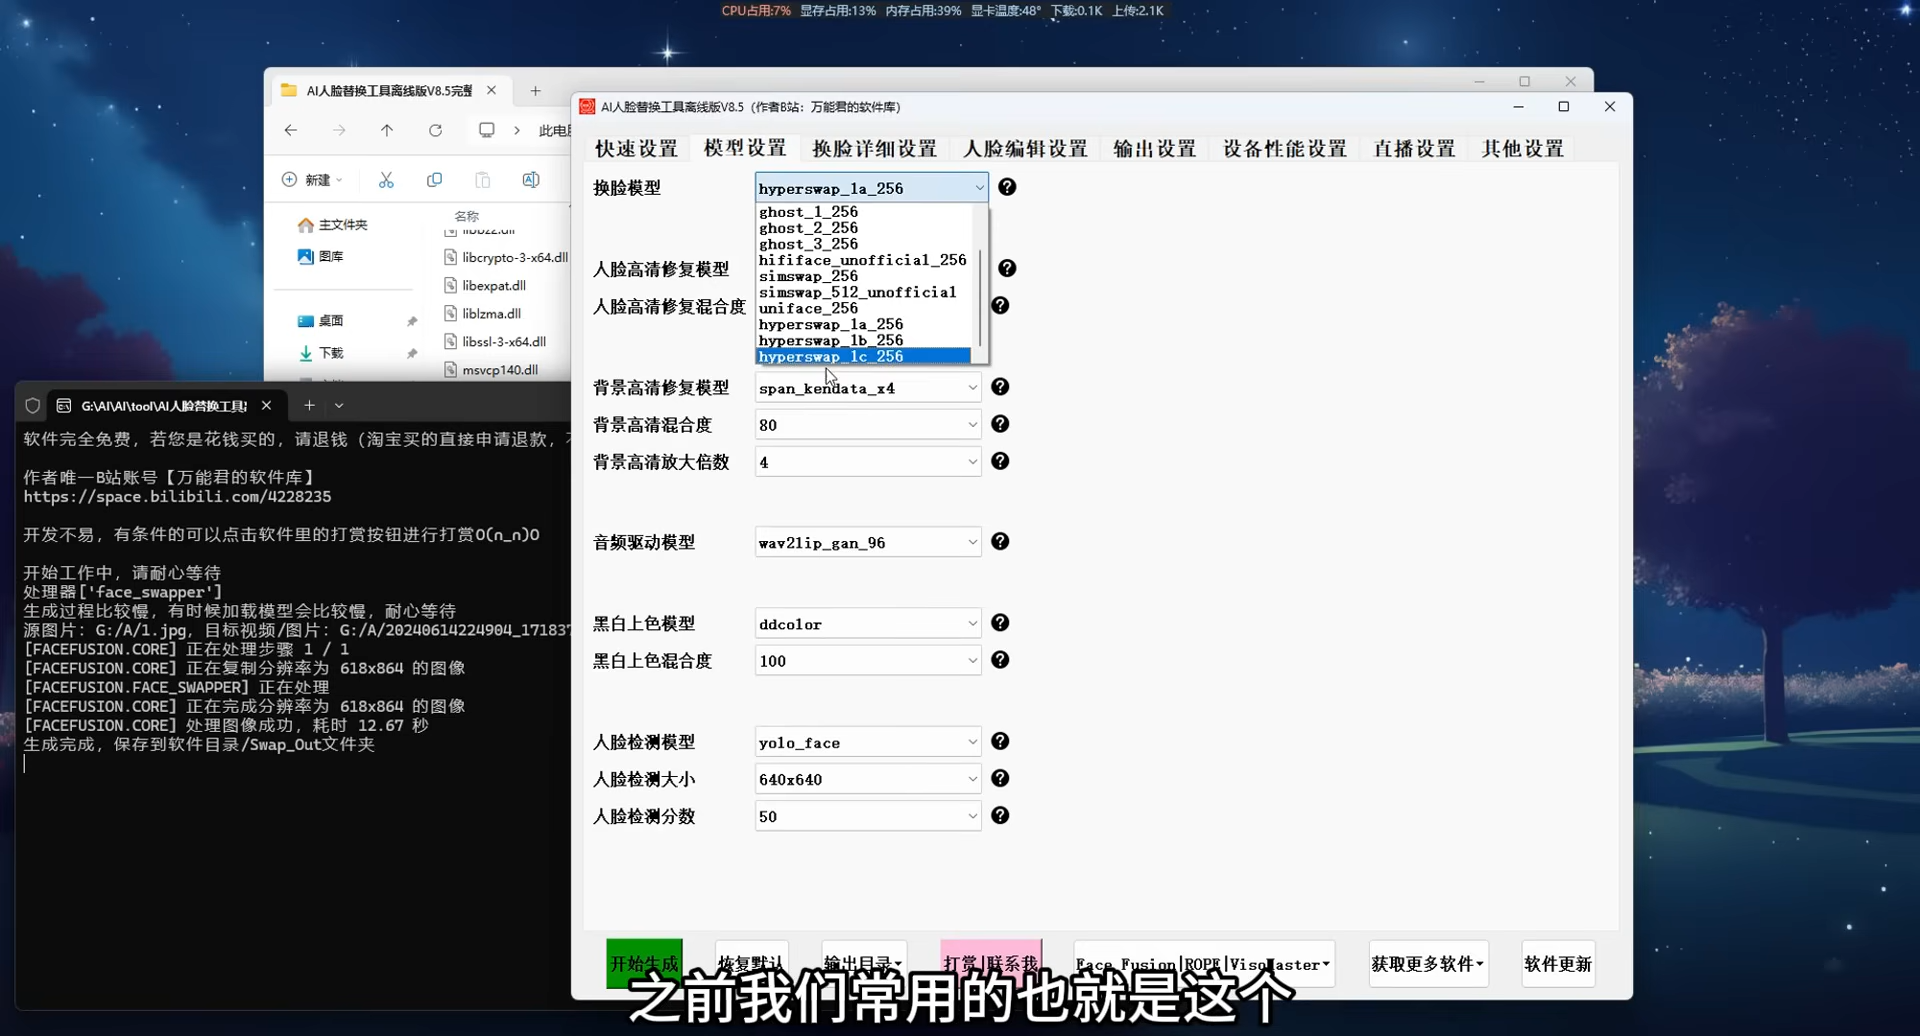 CPU占用:7% 显存占用:13% 内存占用:39% 显卡温度:48° 下载:0.1K 上传:2.1K
AI人脸替换工具离线版V8.5完整
此电脑
新建
名称
主文件夹
图库
桌面
下载
libbz2.dll
libcrypto-3-x64.dll
libexpat.dll
liblzma.dll
libssl-3-x64.dll
msvcp140.dll
G:\AI\AI\tool\AI人脸替换工具
软件完全免费，若您是花钱买的，请退钱（淘宝买的直接申请退款，
作者唯一B站账号【万能君的软件库】
https://space.bilibili.com/4228235
开发不易，有条件的可以点击软件里的打赏按钮进行打赏O(n_n)O
开始工作中，请耐心等待
处理器['face_swapper']
生成过程比较慢，有时候加载模型会比较慢，耐心等待
源图片: G:/A/1.jpg，目标视频/图片: G:/A/20240614224904_171837
[FACEFUSION.CORE] 正在处理步骤 1 / 1
[FACEFUSION.CORE] 正在复制分辨率为 618x864 的图像
[FACEFUSION.FACE_SWAPPER] 正在处理
[FACEFUSION.CORE] 正在完成分辨率为 618x864 的图像
[FACEFUSION.CORE] 处理图像成功，耗时 12.67 秒
生成完成，保存到软件目录/Swap_Out文件夹
AI人脸替换工具离线版V8.5（作者B站：万能君的软件库）
快速设置 模型设置 换脸详细设置 人脸编辑设置 输出设置 设备性能设置 直播设置 其他设置
换脸模型 hyperswap_1a_256
ghost_1_256
ghost_2_256
ghost_3_256
hififace_unofficial_256
simswap_256
simswap_512_unofficial
uniface_256
hyperswap_1a_256
hyperswap_1b_256
hyperswap_1c_256
人脸高清修复模型
人脸高清修复混合度
背景高清修复模型 span_kendata_x4
背景高清混合度 80
背景高清放大倍数 4
音频驱动模型 wav2lip_gan_96
黑白上色模型 ddcolor
黑白上色混合度 100
人脸检测模型 yolo_face
人脸检测大小 640x640
人脸检测分数 50
开始生成 恢复默认 输出目录 打赏|联系我 Face Fusion|ROPE|VisoMaster 获取更多软件 软件更新
之前我们常用的也就是这个